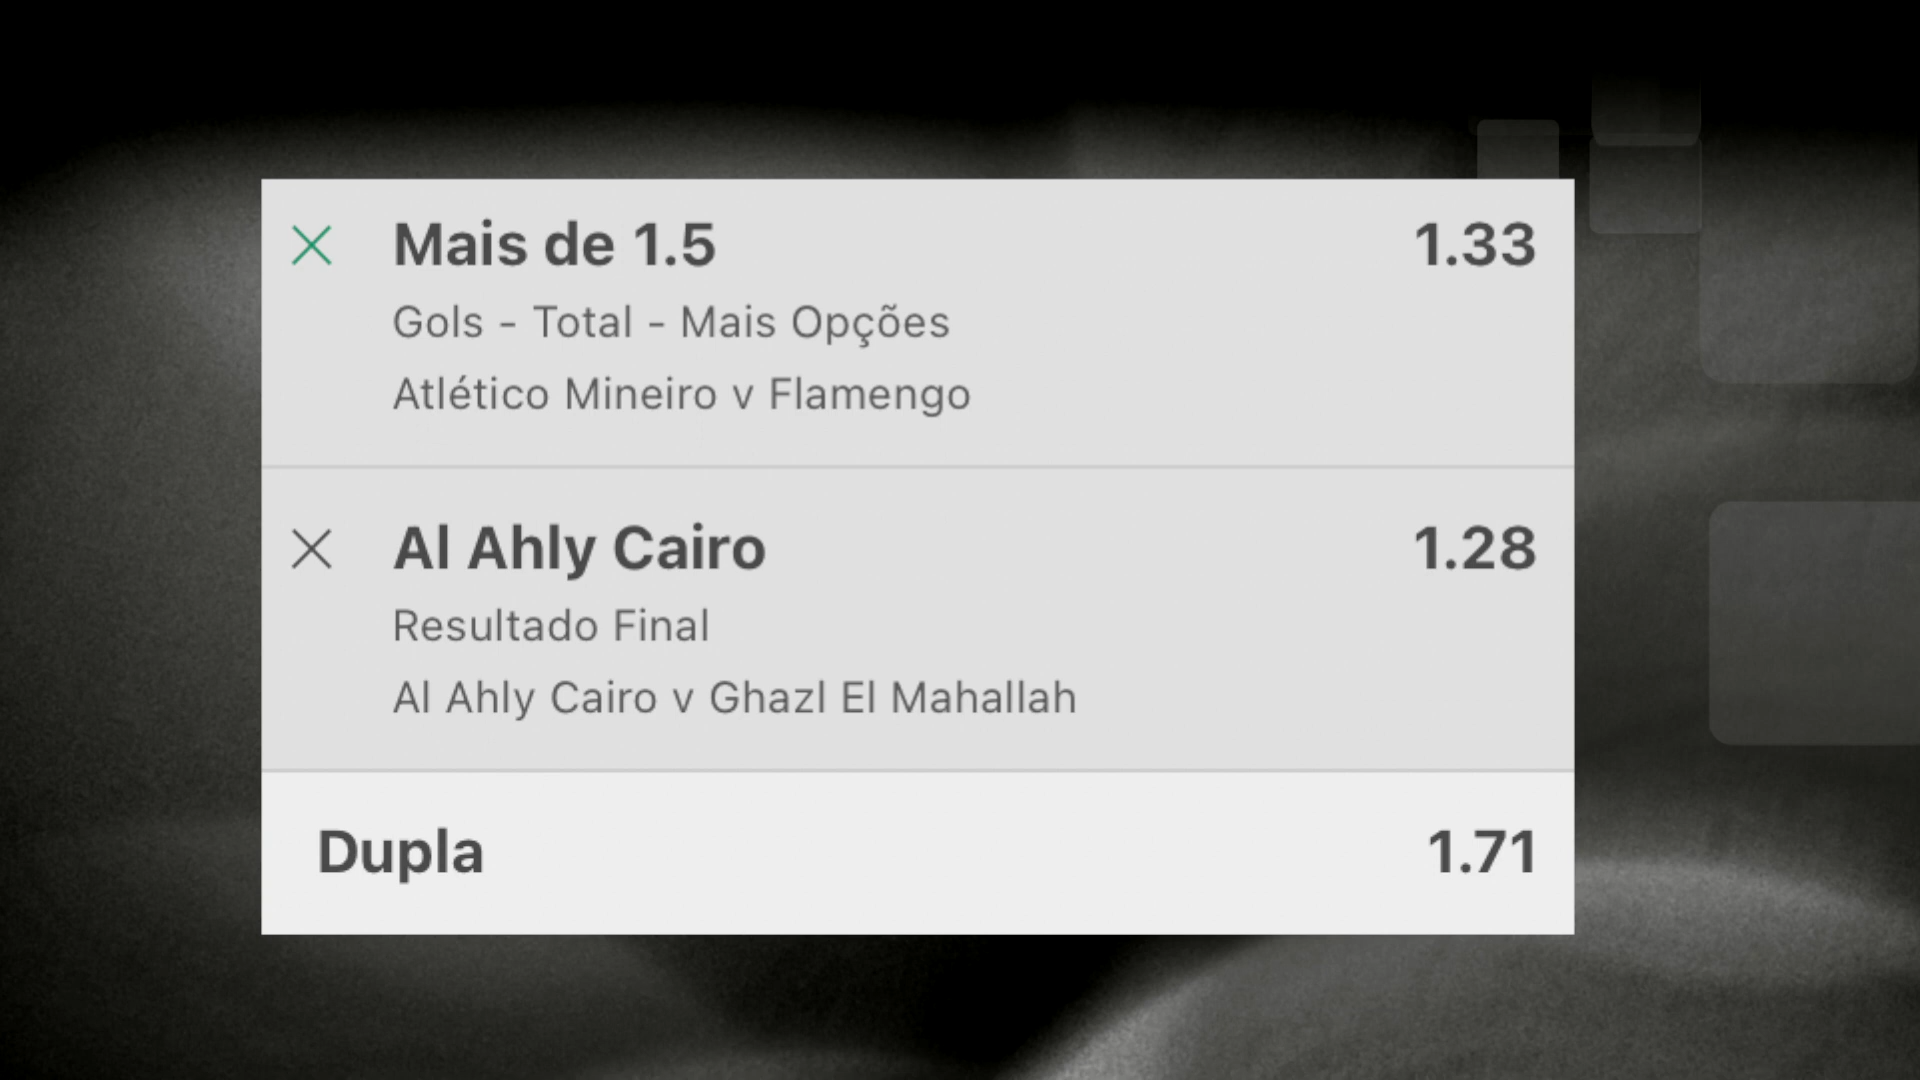 Mais de 1.5 1.33
Gols - Total - Mais Opções
Atlético Mineiro v Flamengo
Al Ahly Cairo 1.28
Resultado Final
Al Ahly Cairo v Ghazl El Mahallah
Dupla 1.71